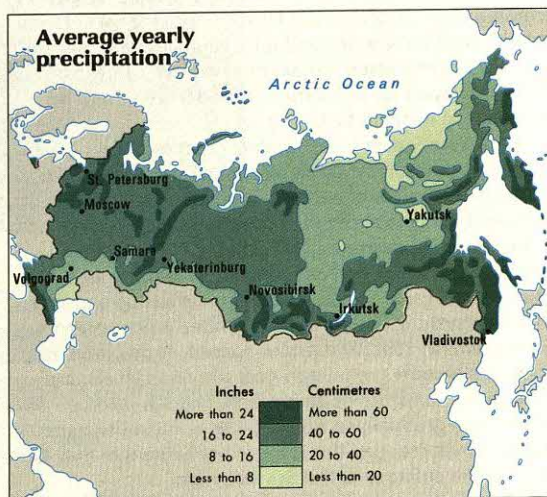 Average yearly
precipitation
Arctic Ocean
St. Petersburg
Moscow
Yakutsk
Samara
Yekaterinburg
Volgograd
Novosibirsk
Irkutsk
Vladivostok
Inches Centimetres
More than 24 More than 60
16 to 24 40 to 60
8 to 16 20 to 40
Less than 8 Less than 20